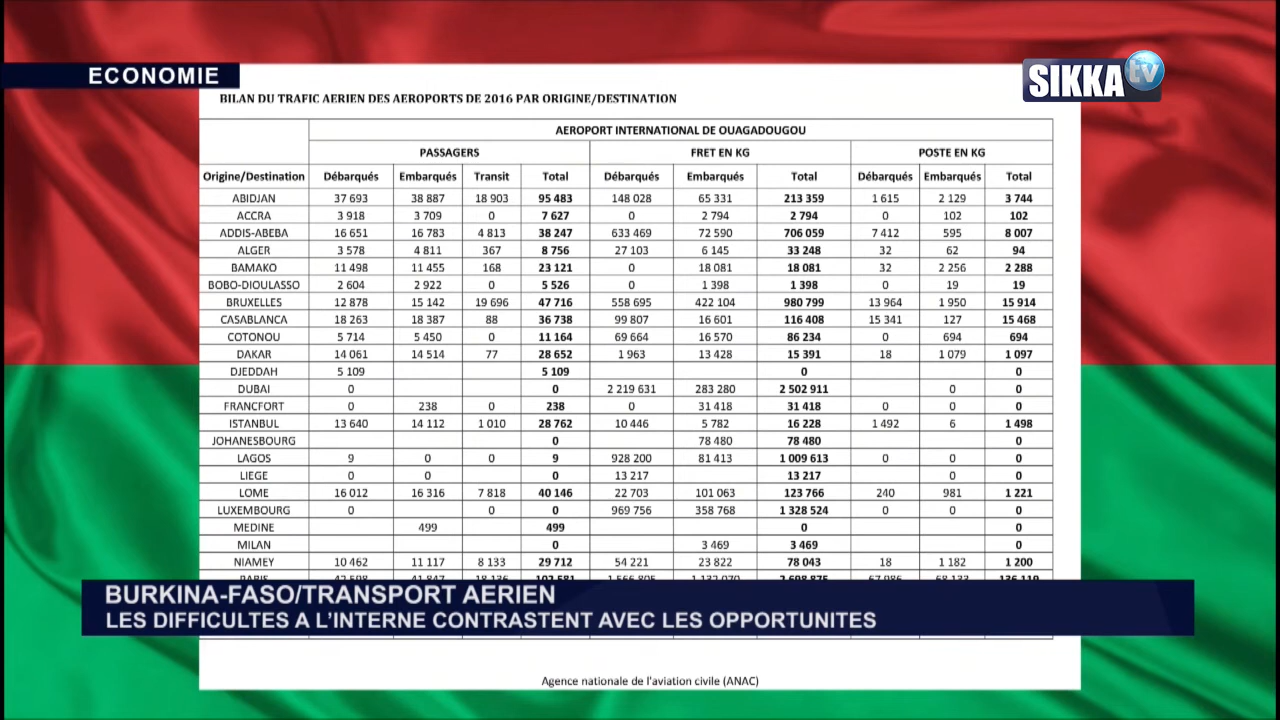 ECONOMIE
SIKKA tv
BILAN DU TRAFIC AERIEN DES AEROPORTS DE 2016 PAR ORIGINE/DESTINATION
AEROPORT INTERNATIONAL DE OUAGADOUGOU
PASSAGERS FRET EN KG POSTE EN KG
Origine/Destination Débarqués Embarqués Transit Total Débarqués Embarqués Total Débarqués Embarqués Total
ABIDJAN 37 693 38 887 18 903 95 483 148 028 65 331 213 359 1 615 2 129 3 744
ACCRA 3 918 3 709 0 7 627 0 2 794 2 794 0 102 102
ADDIS-ABEBA 16 651 16 783 4 813 38 247 633 469 72 590 706 059 7 412 595 8 007
ALGER 3 578 4 811 367 8 756 27 103 6 145 33 248 32 62 94
BAMAKO 11 498 11 455 168 23 121 0 18 081 18 081 32 2 256 2 288
BOBO-DIOULASSO 2 604 2 922 0 5 526 0 1 398 1 398 0 19 19
BRUXELLES 12 878 15 142 19 696 47 716 558 695 422 104 980 799 13 964 1 950 15 914
CASABLANCA 18 263 18 387 88 36 738 99 807 16 601 116 408 15 341 127 15 468
COTONOU 5 714 5 450 0 11 164 69 664 16 570 86 234 0 694 694
DAKAR 14 061 14 514 77 28 652 1 963 13 428 15 391 18 1 079 1 097
DJEDDAH 5 109 5 109 0 0
DUBAI 0 0 2 219 631 283 280 2 502 911 0 0
FRANCFORT 0 238 0 238 0 31 418 31 418 0 0 0
ISTANBUL 13 640 14 112 1 010 28 762 10 446 5 782 16 228 1 492 6 1 498
JOHANESBOURG 0 78 480 78 480 0
LAGOS 9 0 0 9 928 200 81 413 1 009 613 0 0 0
LIEGE 0 0 0 13 217 13 217 0 0
LOME 16 012 16 316 7 818 40 146 22 703 101 063 123 766 240 981 1 221
LUXEMBOURG 0 0 0 969 756 358 768 1 328 524 0 0 0
MEDINE 499 499 0 0
MILAN 0 3 469 3 469 0
NIAMEY 10 462 11 117 8 133 29 712 54 221 23 822 78 043 18 1 182 1 200
BURKINA-FASO/TRANSPORT AERIEN
LES DIFFICULTES A L'INTERNE CONTRASTENT AVEC LES OPPORTUNITES
Agence nationale de l'aviation civile (ANAC)